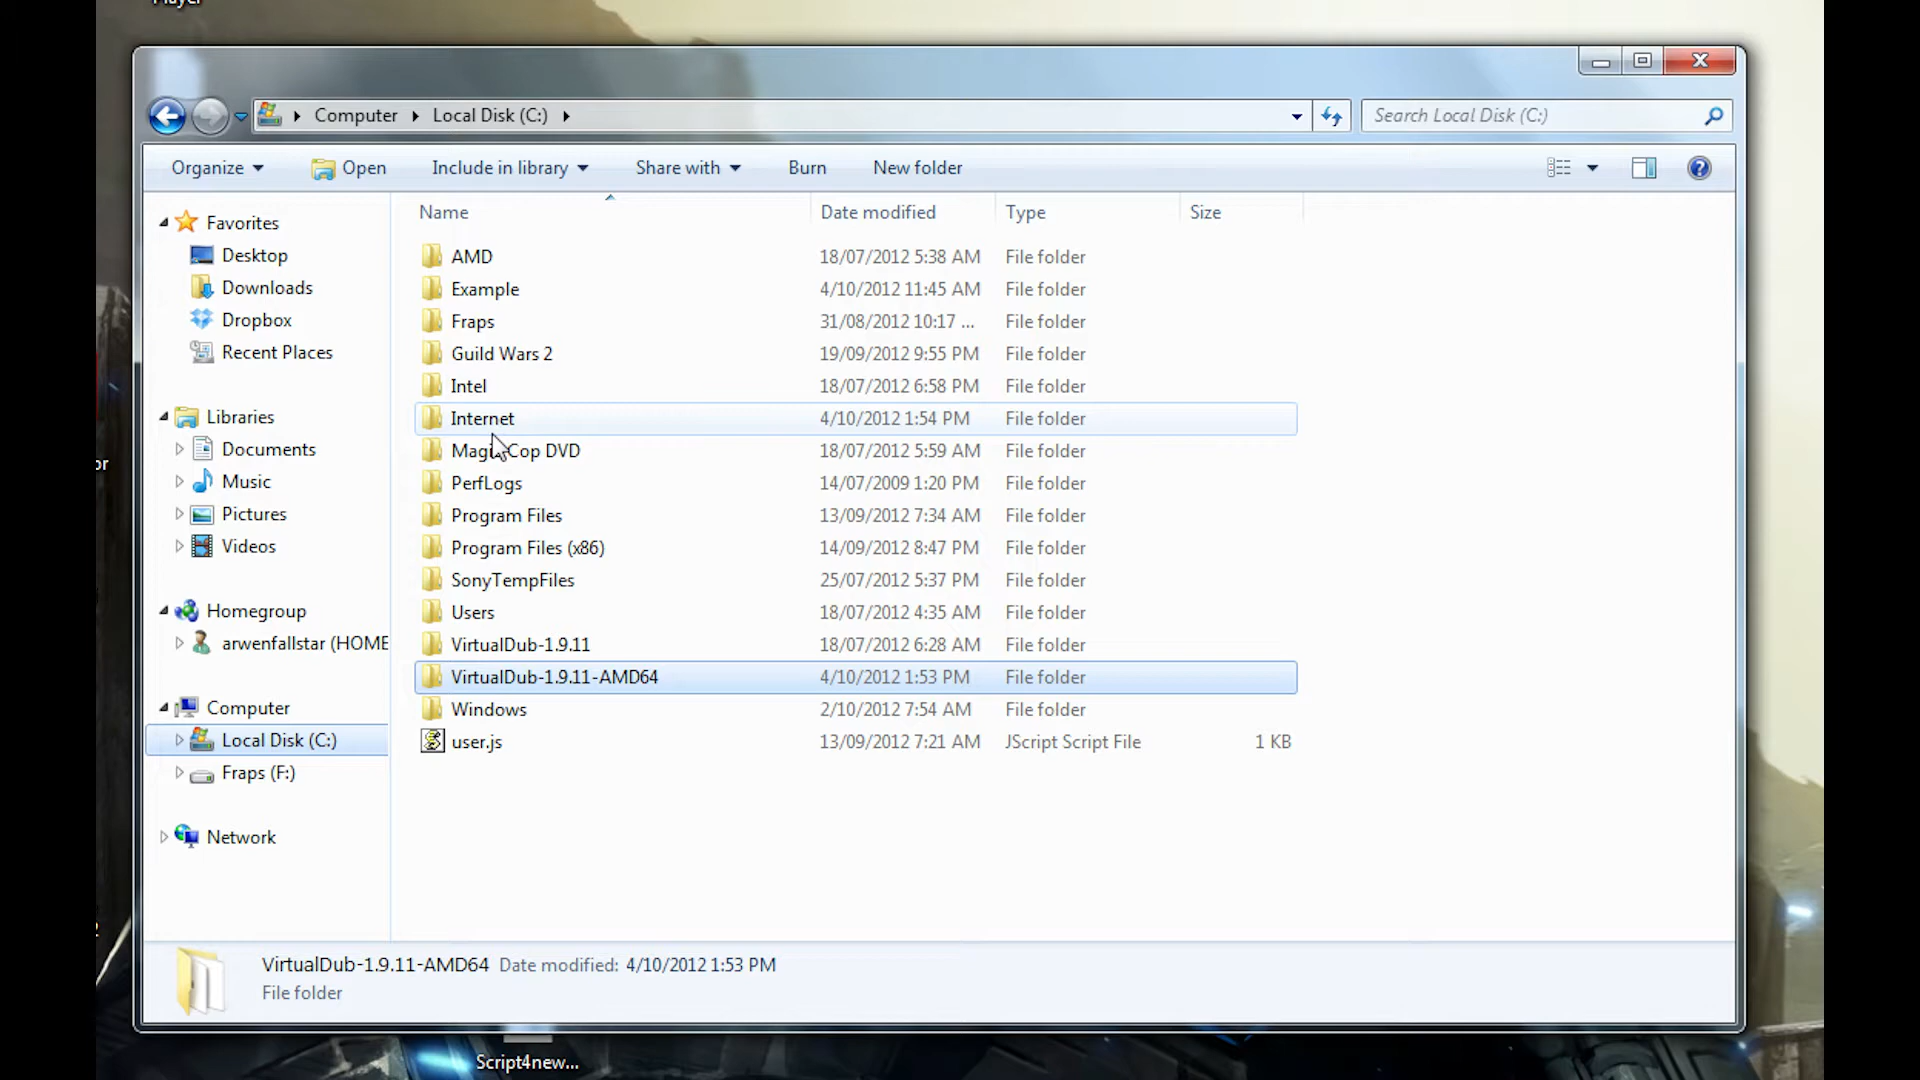 Player
Computer Local Disk (C:) Search Local Disk (C:)
Organize Open Include in library Share with Burn New folder
Favorites
Desktop
Downloads
Dropbox
Recent Places
Libraries
Documents
Music
Pictures
Videos
Homegroup
arwenfallstar (HOME
Computer
Local Disk (C:)
Fraps (F:)
Network
Name Date modified Type Size
AMD 18/07/2012 5:38 AM File folder
Example 4/10/2012 11:45 AM File folder
Fraps 31/08/2012 10:17 ... File folder
Guild Wars 2 19/09/2012 9:55 PM File folder
Intel 18/07/2012 6:58 PM File folder
Internet 4/10/2012 1:54 PM File folder
Cop DVD 18/07/2012 5:59 AM File folder
PerfLogs 14/07/2009 1:20 PM File folder
Program Files 13/09/2012 7:34 AM File folder
Program Files (x86) 14/09/2012 8:47 PM File folder
SonyTempFiles 25/07/2012 5:37 PM File folder
Users 18/07/2012 4:35 AM File folder
VirtualDub-1.9.11 18/07/2012 6:28 AM File folder
VirtualDub-1.9.11-AMD64 4/10/2012 1:53 PM File folder
Windows 2/10/2012 7:54 AM File folder
user.js 13/09/2012 7:21 AM JScript Script File 1 KB
or
VirtualDub-1.9.11-AMD64 Date modified: 4/10/2012 1:53 PM
File folder
Script4new...